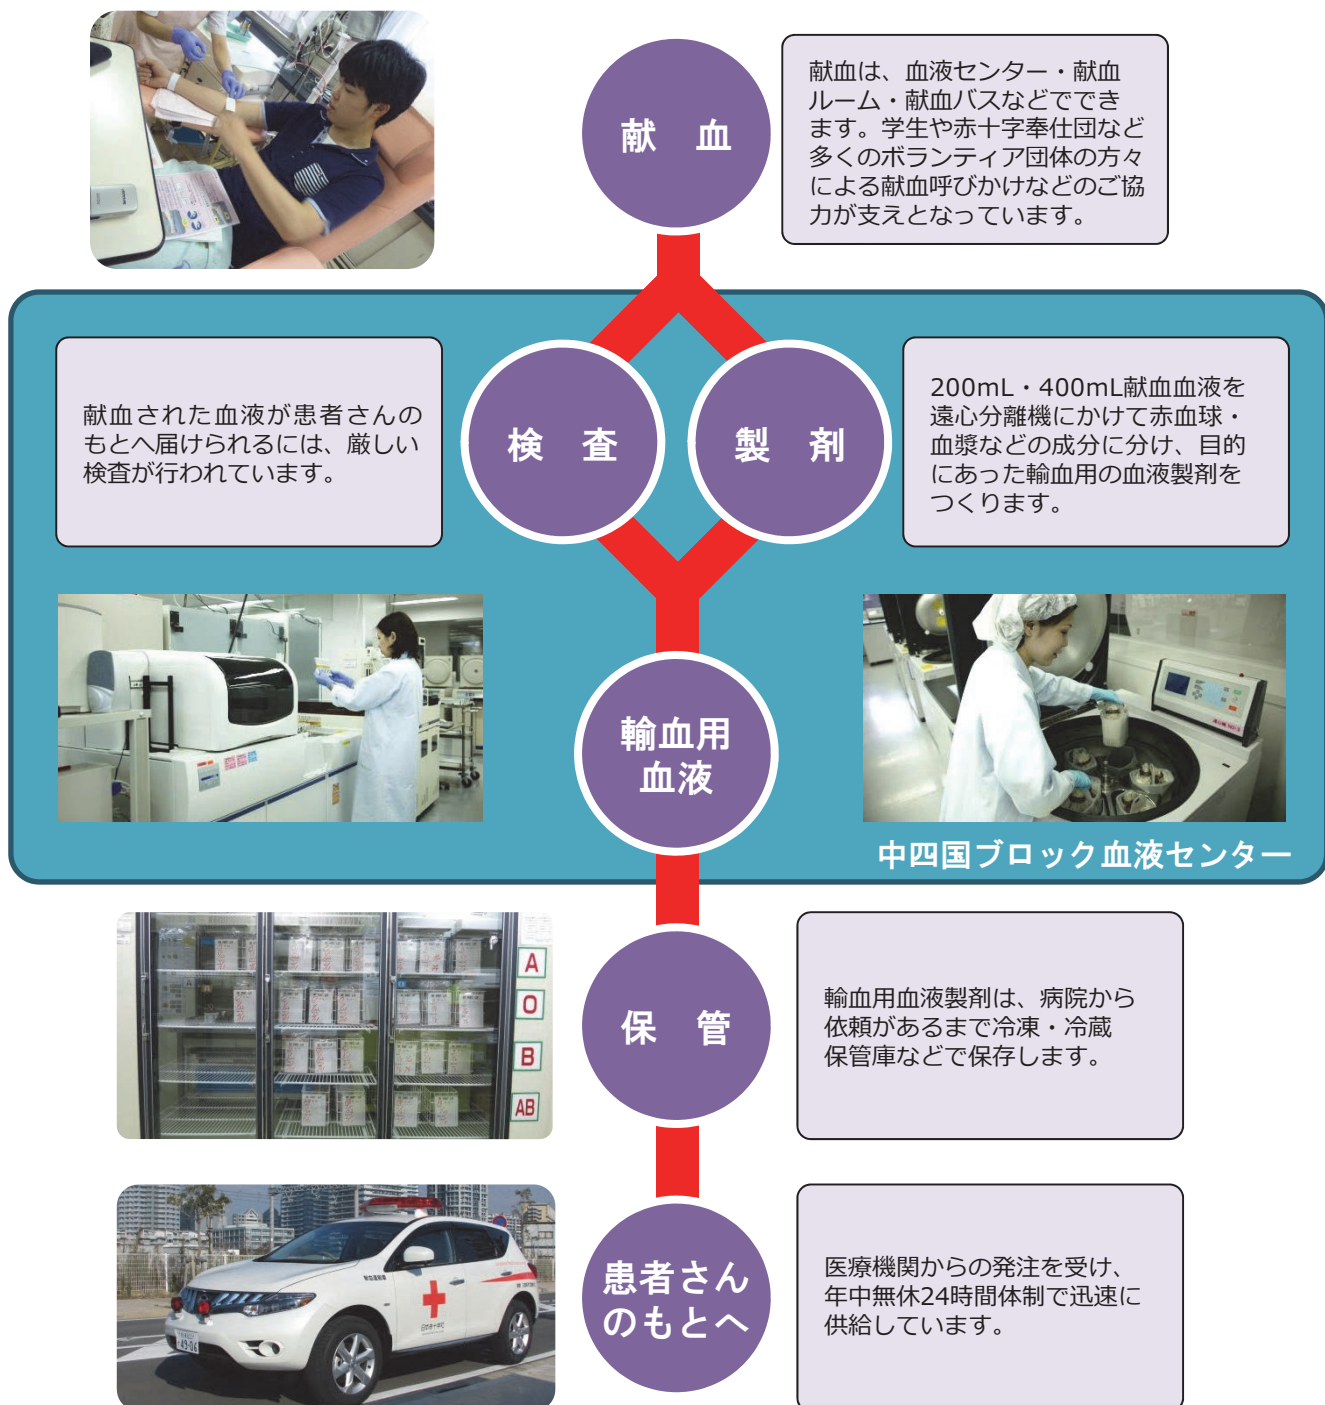 献　血
献血は、血液センター・献血
ルーム・献血バスなどででき
ます。学生や赤十字奉仕団など
多くのボランティア団体の方々
による献血呼びかけなどのご協
力が支えとなっています。
献血された血液が患者さんの
もとへ届けられるには、厳しい
検査が行われています。
検　査
製　剤
200mL・400mL献血血液を
遠心分離機にかけて赤血球・
血漿などの成分に分け、目的
にあった輸血用の血液製剤を
つくります。
輸血用
血液
中四国ブロック血液センター
A
O
B
AB
保　管
輸血用血液製剤は、病院から
依頼があるまで冷凍・冷蔵
保管庫などで保存します。
日本赤十字社
49-06
患者さん
のもとへ
医療機関からの発注を受け、
年中無休24時間体制で迅速に
供給しています。